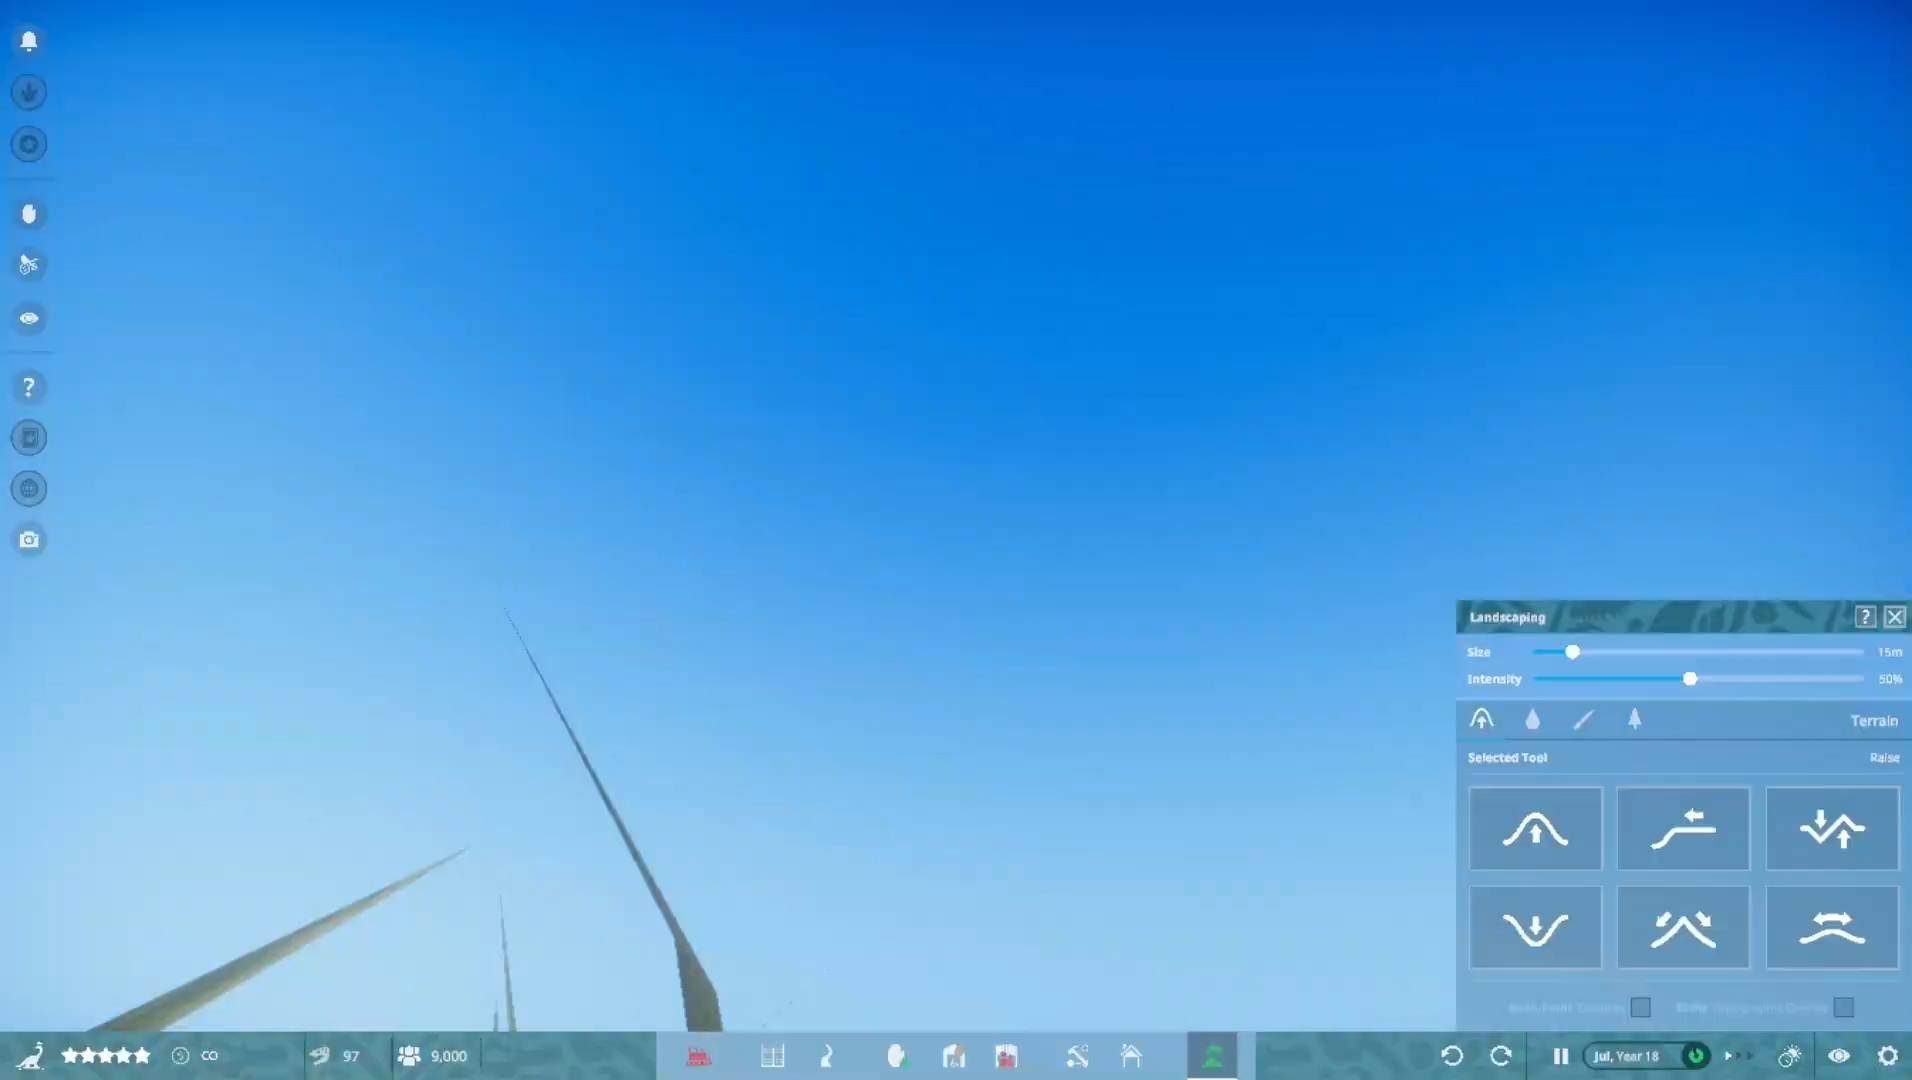 Landscaping
Size 15m
Intensity 50%
Terrain
Selected Tool Raise
97
9,000
Jul, Year 18